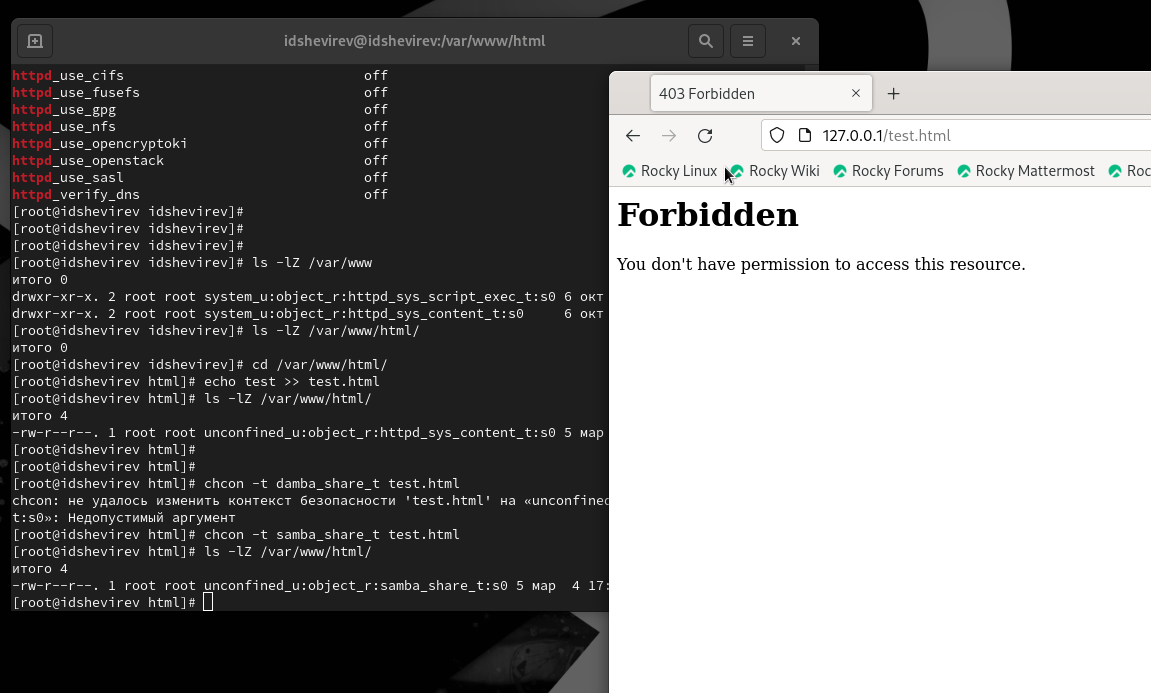 idshevirev@idshevirev:/var/www/html
httpd_use_cifs off
httpd_use_fusefs off
httpd_use_gpg off
httpd_use_nfs off
httpd_use_opencryptoki off
httpd_use_openstack off
httpd_use_sasl off
httpd_verify_dns off
[root@idshevirev idshevirev]#
[root@idshevirev idshevirev]#
[root@idshevirev idshevirev]#
[root@idshevirev idshevirev]# ls -lZ /var/www
итого 0
drwxr-xr-x. 2 root root system_u:object_r:httpd_sys_script_exec_t:s0 6 окт
drwxr-xr-x. 2 root root system_u:object_r:httpd_sys_content_t:s0 6 окт
[root@idshevirev idshevirev]# ls -lZ /var/www/html/
итого 0
[root@idshevirev idshevirev]# cd /var/www/html/
[root@idshevirev html]# echo test >> test.html
[root@idshevirev html]# ls -lZ /var/www/html/
итого 4
-rw-r--r--. 1 root root unconfined_u:object_r:httpd_sys_content_t:s0 5 мар
[root@idshevirev html]#
[root@idshevirev html]#
[root@idshevirev html]# chcon -t damba_share_t test.html
chcon: не удалось изменить контекст безопасности 'test.html' на «unconfined
t:s0»: Недопустимый аргумент
[root@idshevirev html]# chcon -t samba_share_t test.html
[root@idshevirev html]# ls -lZ /var/www/html/
итого 4
-rw-r--r--. 1 root root unconfined_u:object_r:samba_share_t:s0 5 мар 4 17:
[root@idshevirev html]#
403 Forbidden
127.0.0.1/test.html
Rocky Linux Rocky Wiki Rocky Forums Rocky Mattermost Roc
Forbidden
You don't have permission to access this resource.